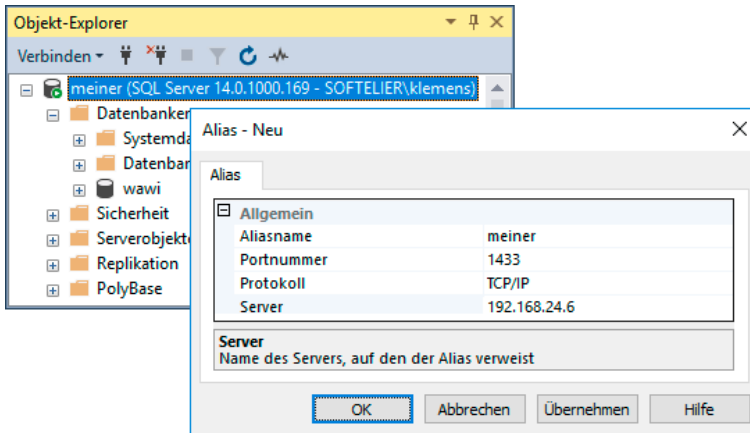 Objekt-Explorer
Verbinden
meiner (SQL Server 14.0.1000.169 - SOFTELIER\klemens)
Datenbanken
Systemda
Datenban
wawi
Sicherheit
Serverobjekte
Replikation
PolyBase
Alias - Neu
Alias
Allgemein
Aliasname meiner
Portnummer 1433
Protokoll TCP/IP
Server 192.168.24.6
Server
Name des Servers, auf den der Alias verweist
OK Abbrechen Übernehmen Hilfe